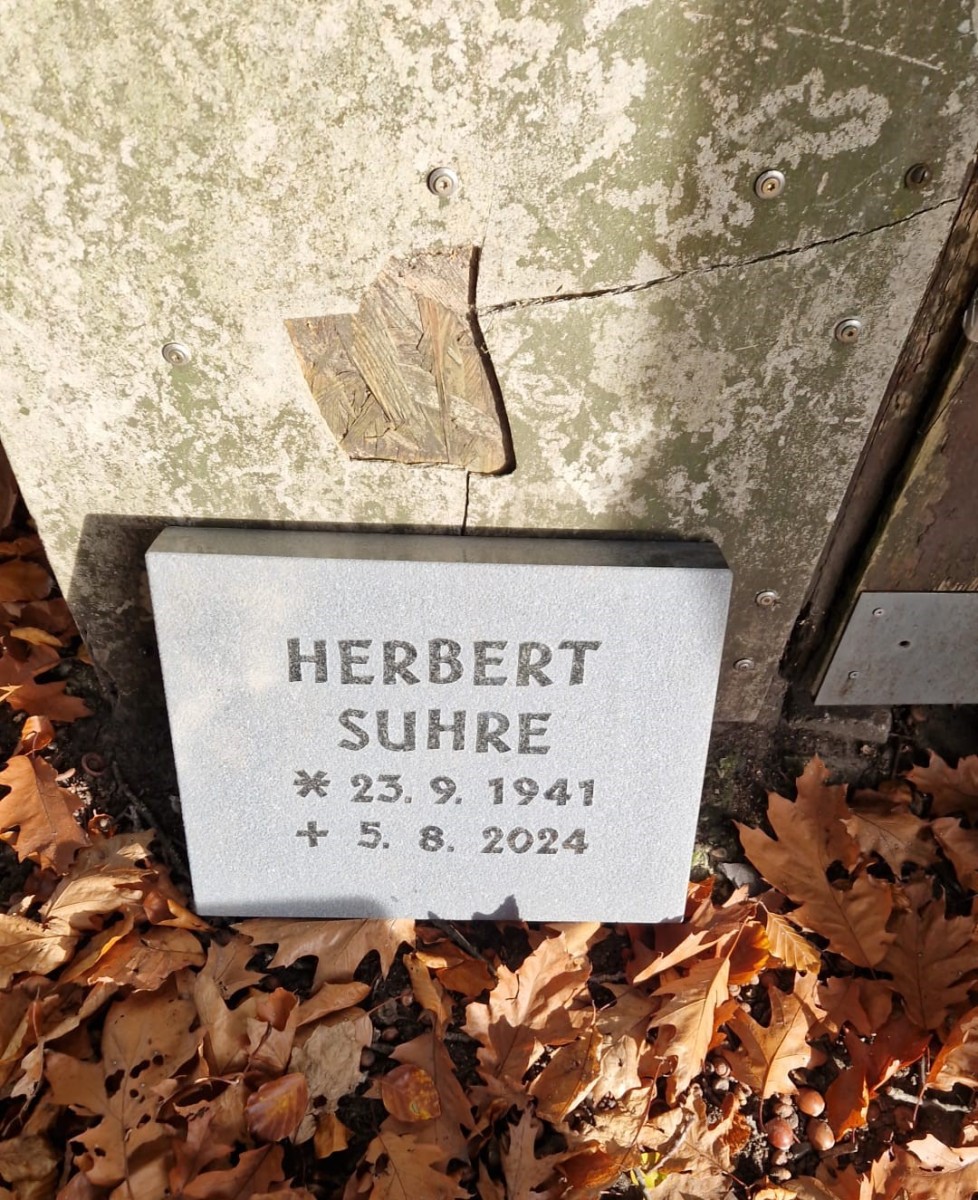 HERBERT
SUHRE
* 23. 9. 1941
+ 5. 8. 2024